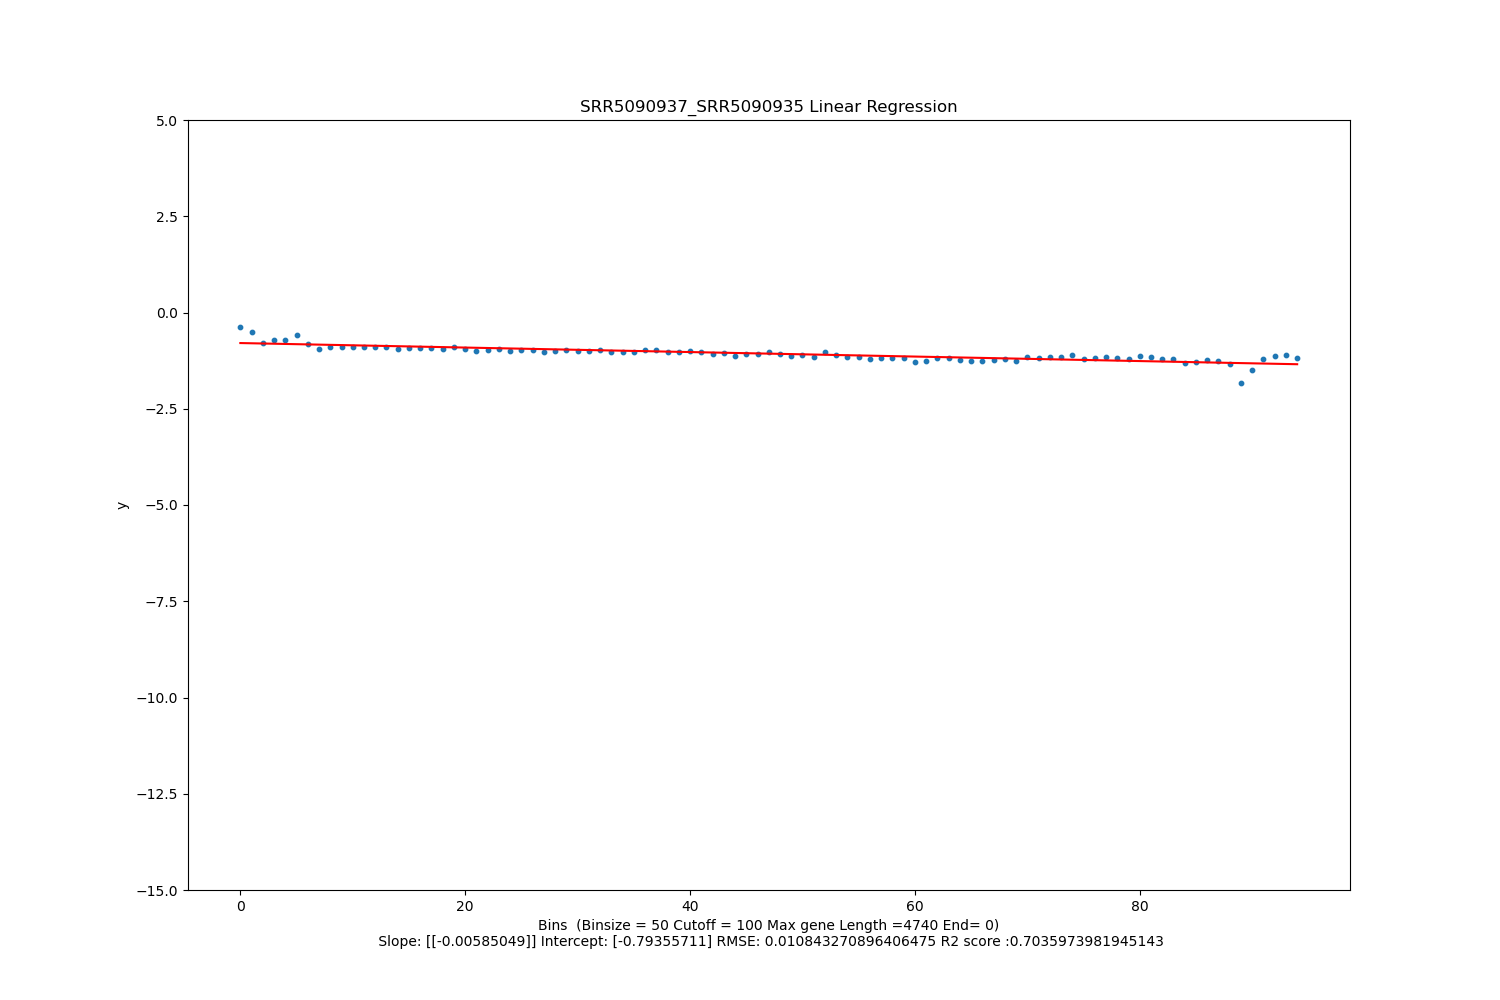 SRR5090937_SRR5090935 Linear Regression
5.0
2.5
0.0
−2.5
−5.0
−7.5
−10.0
−12.5
−15.0
y
0 20 40 60 80
Bins  (Binsize = 50 Cutoff = 100 Max gene Length =4740 End= 0)
Slope: [[-0.00585049]] Intercept: [-0.79355711] RMSE: 0.010843270896406475 R2 score :0.7035973981945143